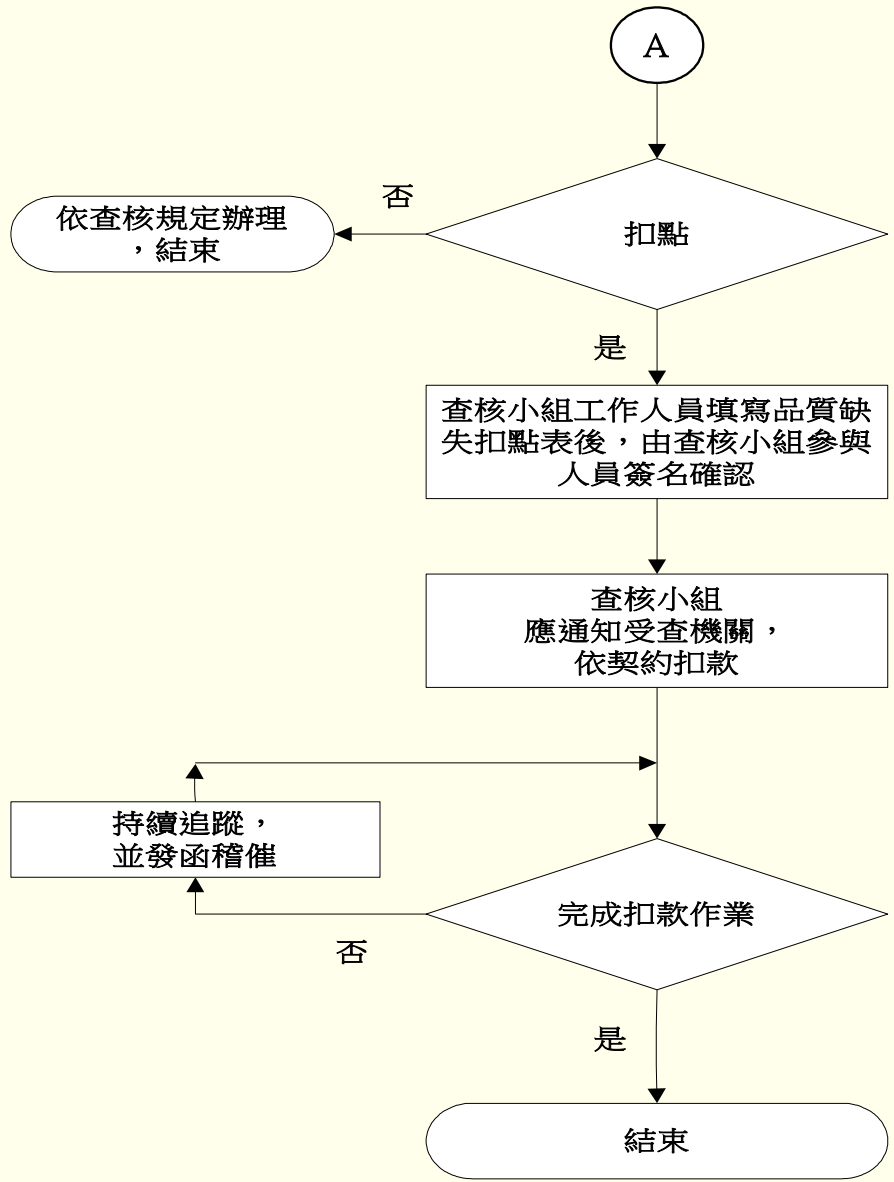 A
否
依查核規定辦理
，結束
扣點
是
查核小組工作人員填寫品質缺
失扣點表後，由查核小組參與
人員簽名確認
查核小組
應通知受查機關，
依契約扣款
持續追蹤，
並發函稽催
完成扣款作業
否
是
結束